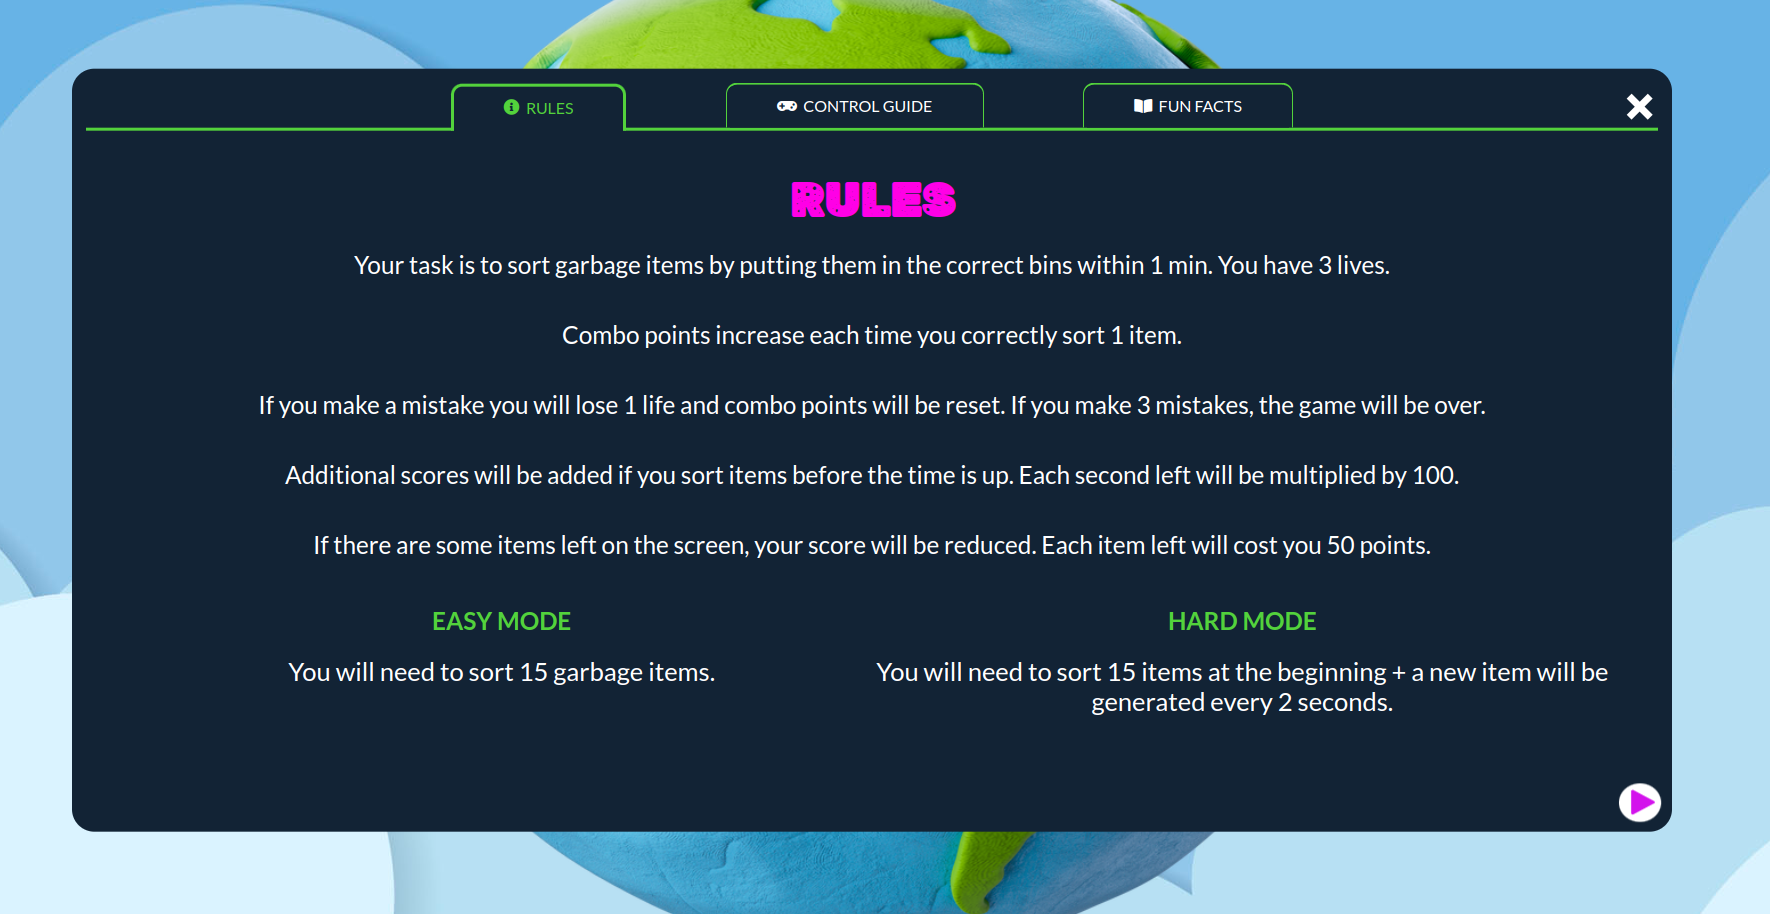 RULES
CONTROL GUIDE
FUN FACTS
RULES
Your task is to sort garbage items by putting them in the correct bins within 1 min. You have 3 lives.
Combo points increase each time you correctly sort 1 item.
If you make a mistake you will lose 1 life and combo points will be reset. If you make 3 mistakes, the game will be over.
Additional scores will be added if you sort items before the time is up. Each second left will be multiplied by 100.
If there are some items left on the screen, your score will be reduced. Each item left will cost you 50 points.
EASY MODE
You will need to sort 15 garbage items.
HARD MODE
You will need to sort 15 items at the beginning + a new item will be
generated every 2 seconds.